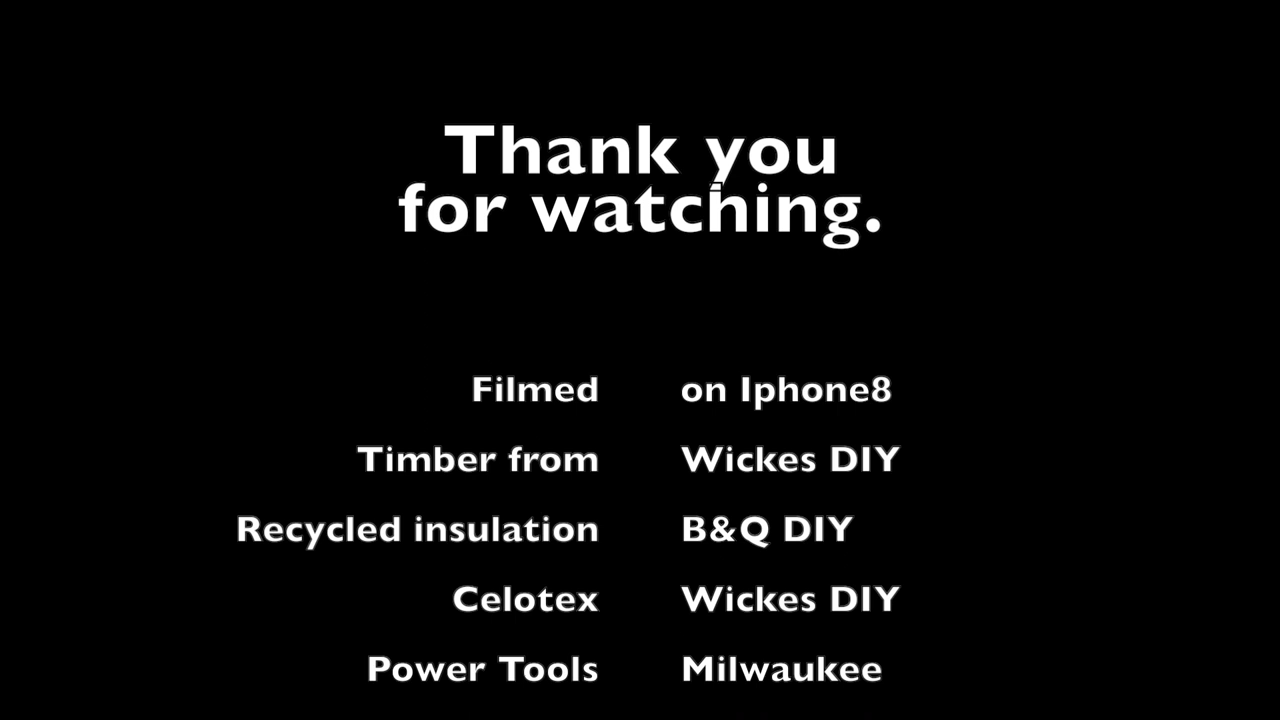 Thank you
for watching.
Filmed on Iphone8
Timber from Wickes DIY
Recycled insulation B&Q DIY
Celotex Wickes DIY
Power Tools Milwaukee